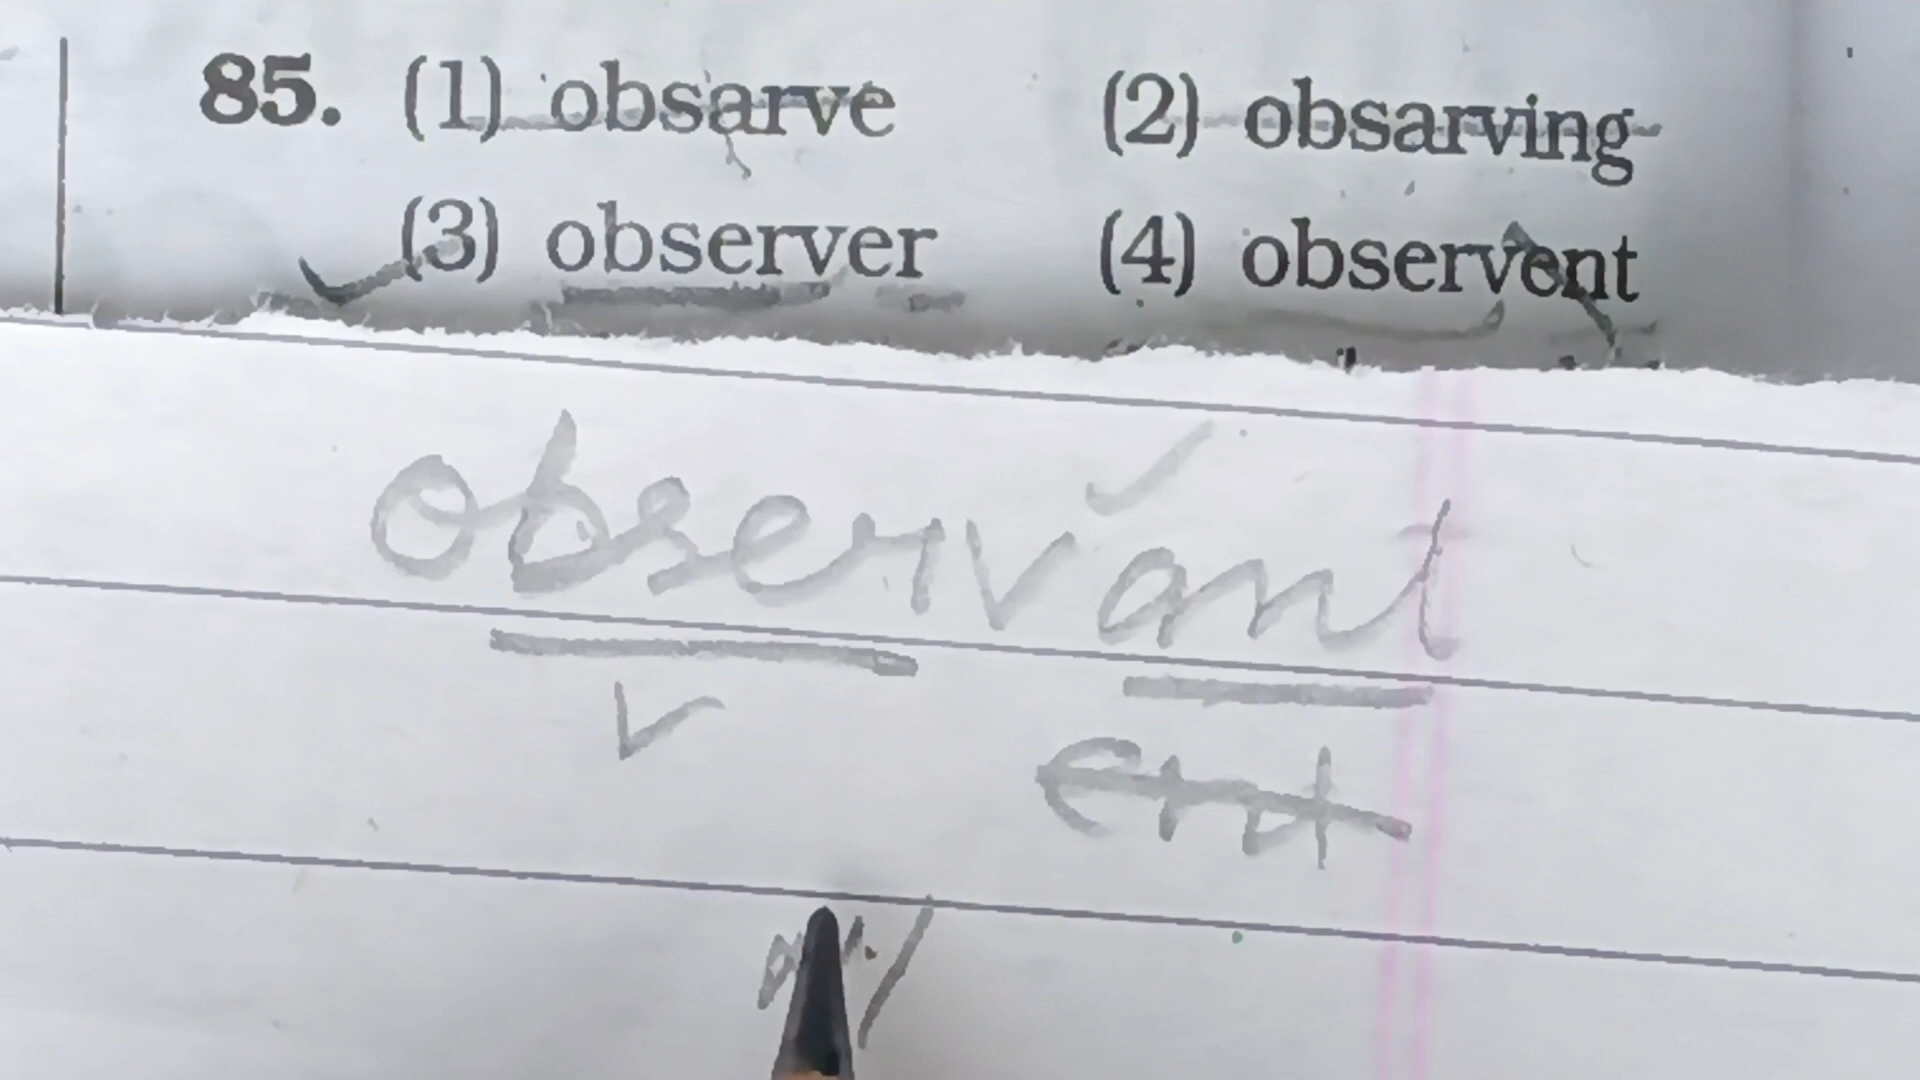 85. (1) obsarve (2) obsarving
(3) observer (4) observent
observant
ent